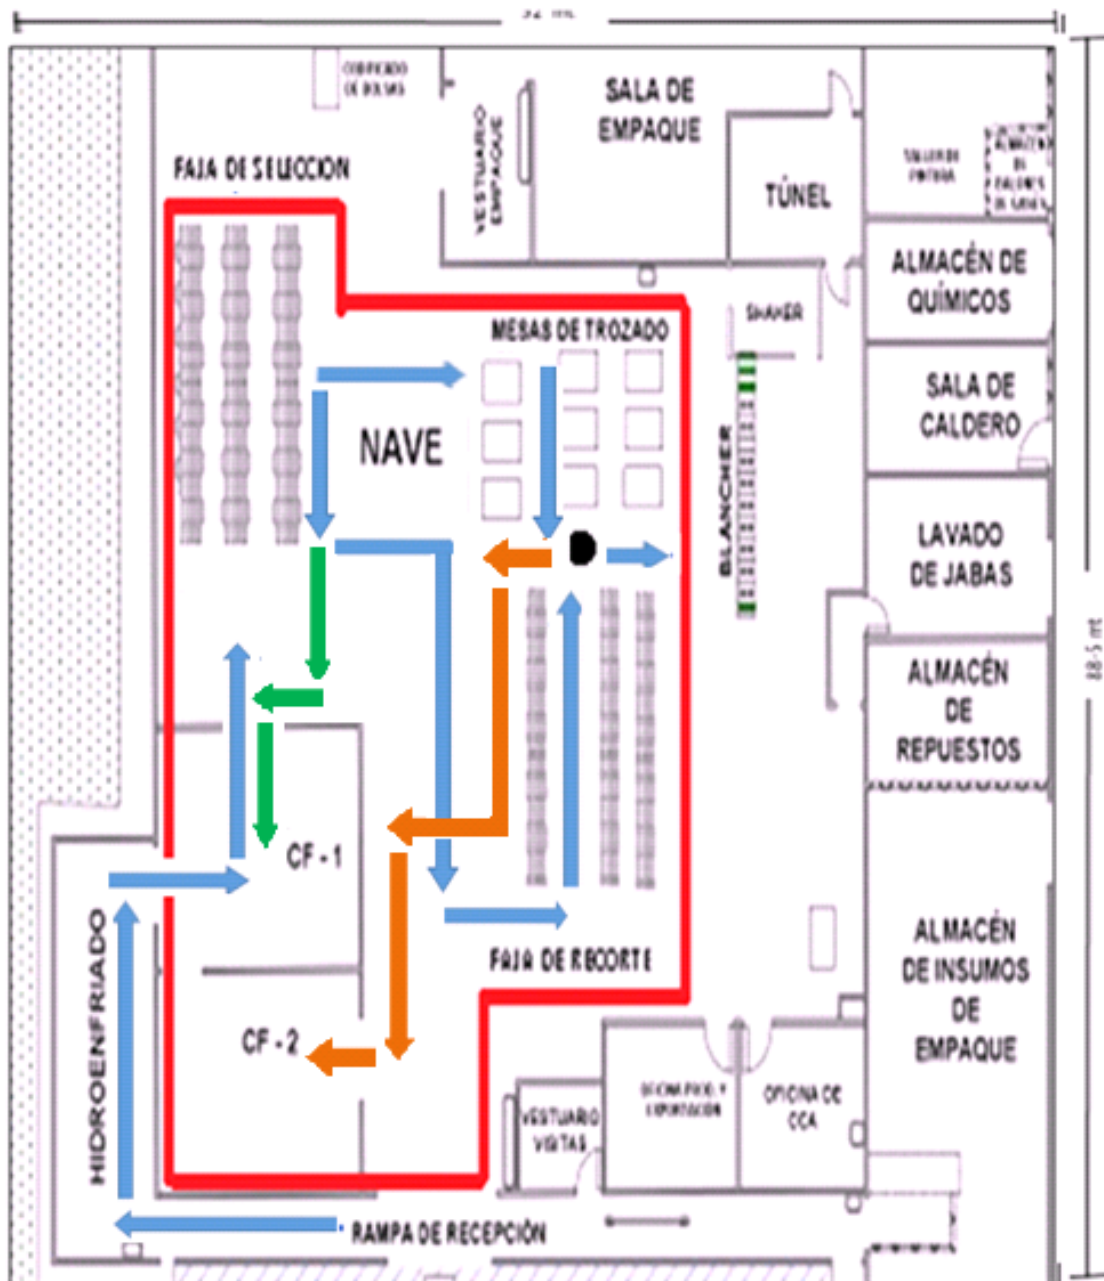 FAJA DE SELECCION
VESTUARIO
EMPAQUE
SALA DE
EMPAQUE
TÚNEL
ALMACÉN DE
QUÍMICOS
SHAKER
MESAS DE TROZADO
NAVE
SALA DE
CALDERO
BLANCHER
LAVADO
DE JABAS
ALMACÉN
DE
REPUESTOS
CF - 1
HIDROENFRIADO
FAJA DE RECORTE
ALMACÉN
DE INSUMOS
DE
EMPAQUE
CF - 2
VESTUARIO
VISITAS
OFICINA DE
CCA
RAMPA DE RECEPCIÓN